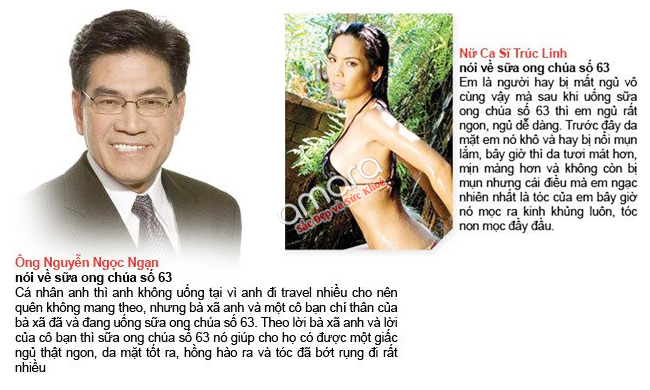 Nữ Ca Sĩ Trúc Linh
nói về sữa ong chúa số 63
Em là người hay bị mất ngủ vô
cùng vậy mà sau khi uống sữa
ong chúa số 63 thì em ngủ rất
ngon, ngủ dễ dàng. Trước đây da
mặt em nó khô và hay bị nổi mụn
lắm, bây giờ thì da tươi mát hơn,
mịn màng hơn và không còn bị
mụn nhưng cái điều mà em ngạc
nhiên nhất là tóc của em bây giờ
nó mọc ra kinh khủng luôn, tóc
non mọc đầy đầu.
amara
Sắc Đẹp và Sức Khỏe
Ông Nguyễn Ngọc Ngạn
nói về sữa ong chúa số 63
Cá nhân anh thì anh không uống tại vì anh đi travel nhiều cho nên
quên không mang theo, nhưng bà xã anh và một cô bạn chí thân của
bà xã đã và đang uống sữa ong chúa số 63. Theo lời bà xã anh và lời
của cô bạn thì sữa ong chúa số 63 nó giúp cho họ có được một giấc
ngủ thật ngon, da mặt tốt ra, hồng hào ra và tóc đã bớt rụng đi rất
nhiều